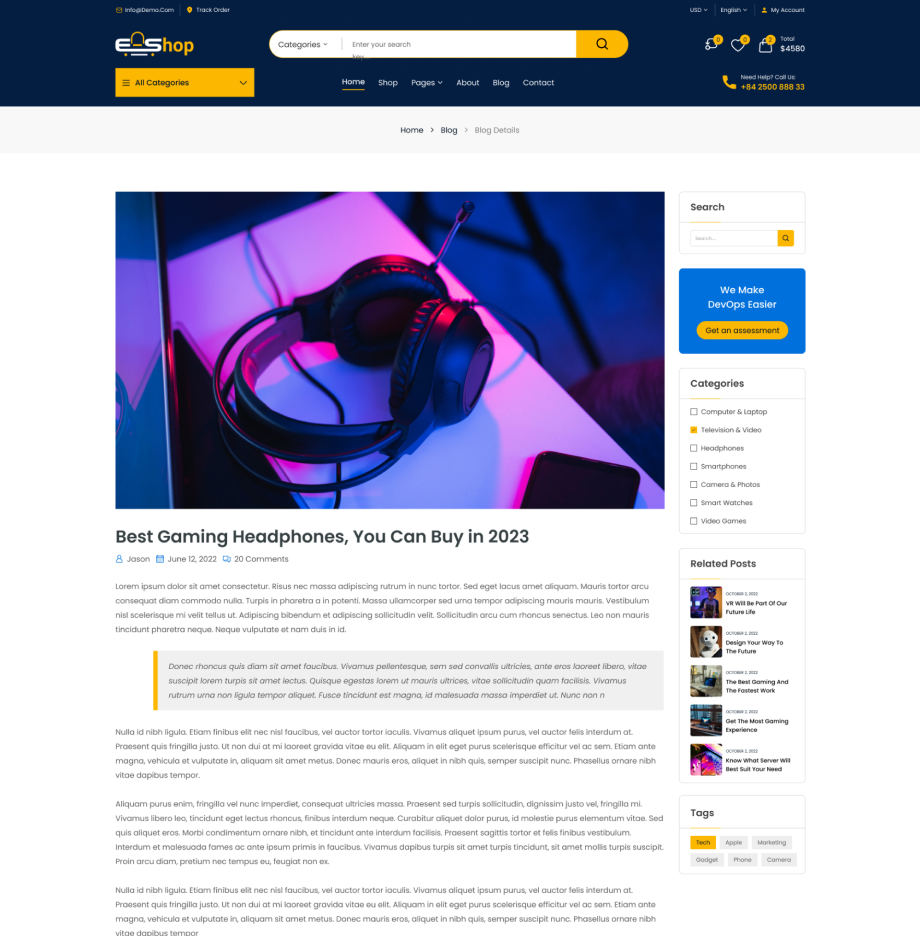 Info@Demo.Com
Track Order
USD
English
My Account
E-Shop
Categories
Enter your search
key...
0
0
2
Total
$4580
All Categories
Home
Shop
Pages
About
Blog
Contact
Need Help? Call Us:
+84 2500 888 33
Home > Blog > Blog Details
Best Gaming Headphones, You Can Buy in 2023
Jason
June 12, 2022
20 Comments
Lorem ipsum dolor sit amet consectetur. Risus nec massa adipiscing rutrum in nunc tortor. Sed eget lacus amet aliquam. Mauris tortor arcu
consequat diam commodo nulla. Turpis in pharetra a in potenti. Massa ullamcorper sed urna tempor adipiscing mauris mauris. Vestibulum
nisl scelerisque mi velit tellus ut. Adipiscing bibendum et adipiscing sollicitudin velit. Sollicitudin arcu cum rhoncus senectus. Leo non mauris
tincidunt pharetra neque. Neque vulputate et nam duis in id.
Donec rhoncus quis diam sit amet faucibus. Vivamus pellentesque, sem sed convallis ultricies, ante eros laoreet libero, vitae
suscipit lorem turpis sit amet lectus. Quisque egestas lorem ut mauris ultrices, vitae sollicitudin quam facilisis. Vivamus
rutrum urna non ligula tempor aliquet. Fusce tincidunt est magna, id malesuada massa imperdiet ut. Nunc non n
Nulla id nibh ligula. Etiam finibus elit nec nisl faucibus, vel auctor tortor iaculis. Vivamus aliquet ipsum purus, vel auctor felis interdum at.
Praesent quis fringilla justo. Ut non dui at mi laoreet gravida vitae eu elit. Aliquam in elit eget purus scelerisque efficitur vel ac sem. Etiam ante
magna, vehicula et vulputate in, aliquam sit amet metus. Donec mauris eros, aliquet in nibh quis, semper suscipit nunc. Phasellus ornare nibh
vitae dapibus tempor.
Aliquam purus enim, fringilla vel nunc imperdiet, consequat ultricies massa. Praesent sed turpis sollicitudin, dignissim justo vel, fringilla mi.
Vivamus libero leo, tincidunt eget lectus rhoncus, finibus interdum neque. Curabitur aliquet dolor purus, id molestie purus elementum vitae. Sed
quis aliquet eros. Morbi condimentum ornare nibh, et tincidunt ante interdum facilisis. Praesent sagittis tortor et felis finibus vestibulum.
Interdum et malesuada fames ac ante ipsum primis in faucibus. Vivamus dapibus turpis sit amet turpis tincidunt, sit amet mollis turpis suscipit.
Proin arcu diam, pretium nec tempus eu, feugiat non ex.
Nulla id nibh ligula. Etiam finibus elit nec nisl faucibus, vel auctor tortor iaculis. Vivamus aliquet ipsum purus, vel auctor felis interdum at.
Praesent quis fringilla justo. Ut non dui at mi laoreet gravida vitae eu elit. Aliquam in elit eget purus scelerisque efficitur vel ac sem. Etiam ante
magna, vehicula et vulputate in, aliquam sit amet metus. Donec mauris eros, aliquet in nibh quis, semper suscipit nunc. Phasellus ornare nibh
vitae dapibus tempor
Search
Search...
We Make
DevOps Easier
Get an assessment
Categories
Computer & Laptop
Television & Video
Headphones
Smartphones
Camera & Photos
Smart Watches
Video Games
Related Posts
OCTOBER 2, 2022
VR Will Be Part Of Our
Future Life
OCTOBER 2, 2022
Design Your Way To
The Future
OCTOBER 2, 2022
The Best Gaming And
The Fastest Work
OCTOBER 2, 2022
Get The Most Gaming
Experience
OCTOBER 2, 2022
Know What Server Will
Best Suit Your Need
Tags
Tech
Apple
Marketing
Gadget
Phone
Camera